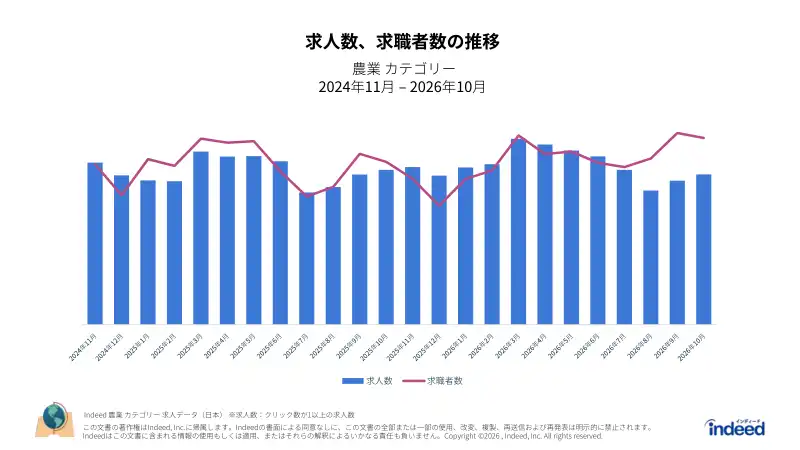 求人数、求職者数の推移
農業 カテゴリー
2024年11月 – 2026年10月
2024年11月
2024年12月
2025年1月
2025年2月
2025年3月
2025年4月
2025年5月
2025年6月
2025年7月
2025年8月
2025年9月
2025年10月
2025年11月
2025年12月
2026年1月
2026年2月
2026年3月
2026年4月
2026年5月
2026年6月
2026年7月
2026年8月
2026年9月
2026年10月
求人数 求職者数
Indeed 農業 カテゴリー 求人データ（日本） ※求人数：クリック数が1以上の求人数
この文書の著作権はIndeed, Inc.に帰属します。Indeedの書面による同意なしに、この文書の全部または一部の使用、改変、複製、再送信および再発表は明示的に禁止されます。
Indeedはこの文書に含まれる情報の使用もしくは適用、またはそれらの解釈によるいかなる責任も負いません。Copyright ©2026 , Indeed, Inc. All rights reserved.
インディード
indeed